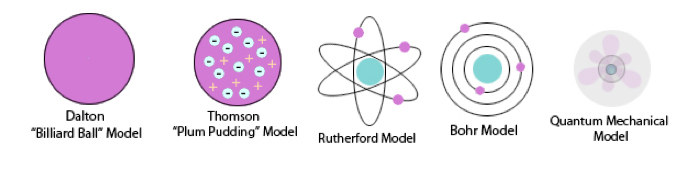 Dalton
"Billiard Ball" Model
Thomson
"Plum Pudding" Model
Rutherford Model
Bohr Model
Quantum Mechanical
Model